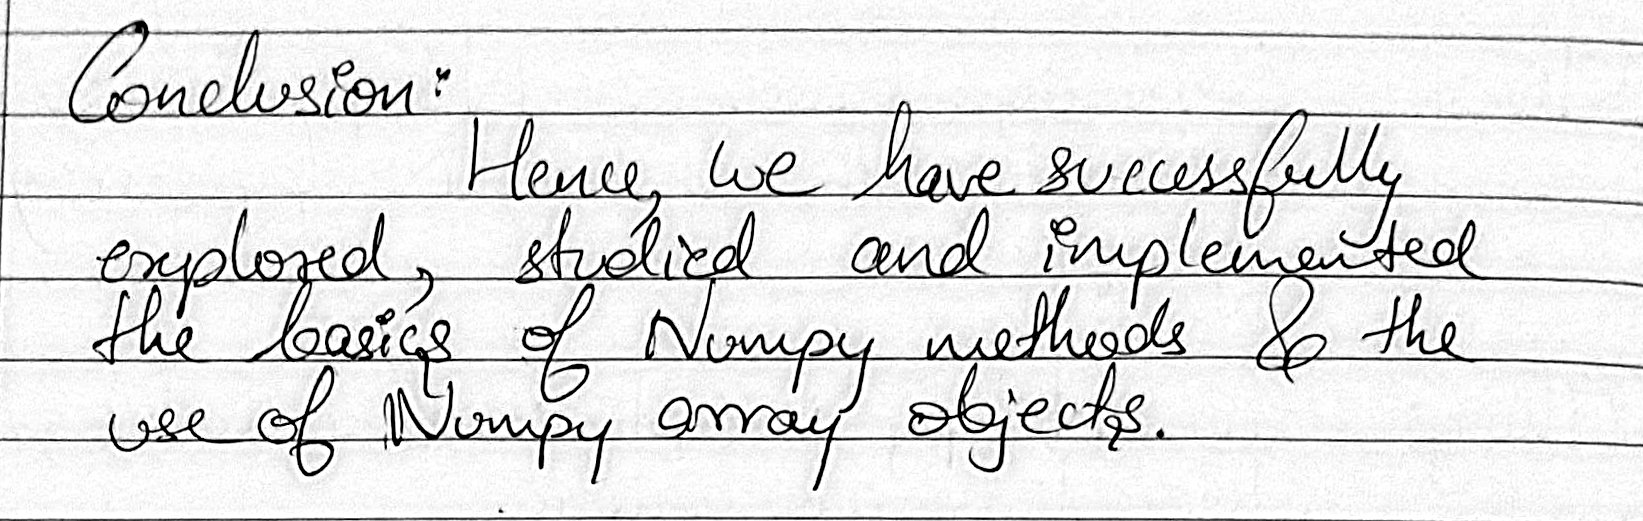 Conclusion:
Hence, we have successfully
explored, studied and implemented
the basics of Numpy methods & the
use of Numpy array objects.